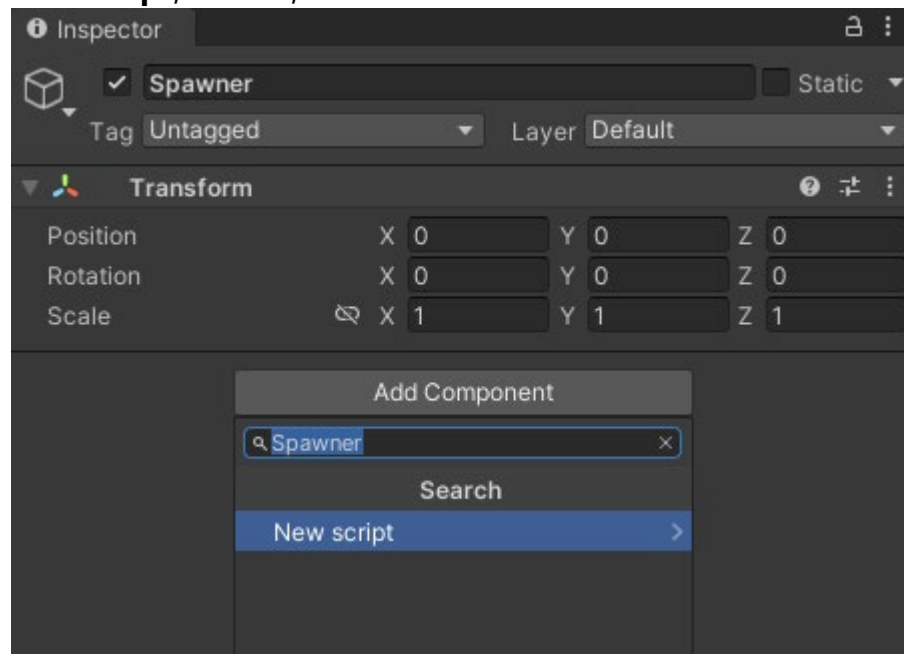 Inspector
Spawner Static
Tag Untagged Layer Default
Transform
Position X 0 Y 0 Z 0
Rotation X 0 Y 0 Z 0
Scale X 1 Y 1 Z 1
Add Component
Spawner
Search
New script